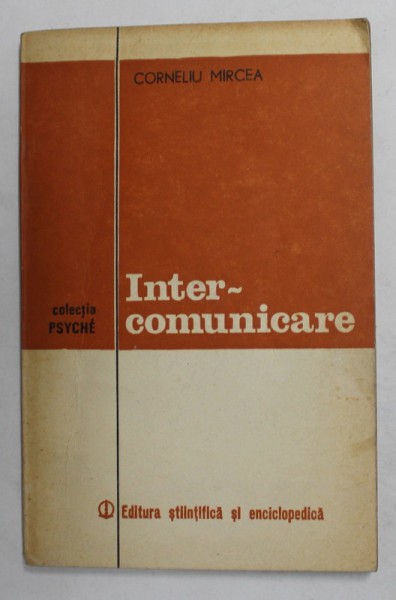 CORNELIU MIRCEA
Inter~
comunicare
colecția
PSYCHÉ
Editura științifică și enciclopedică